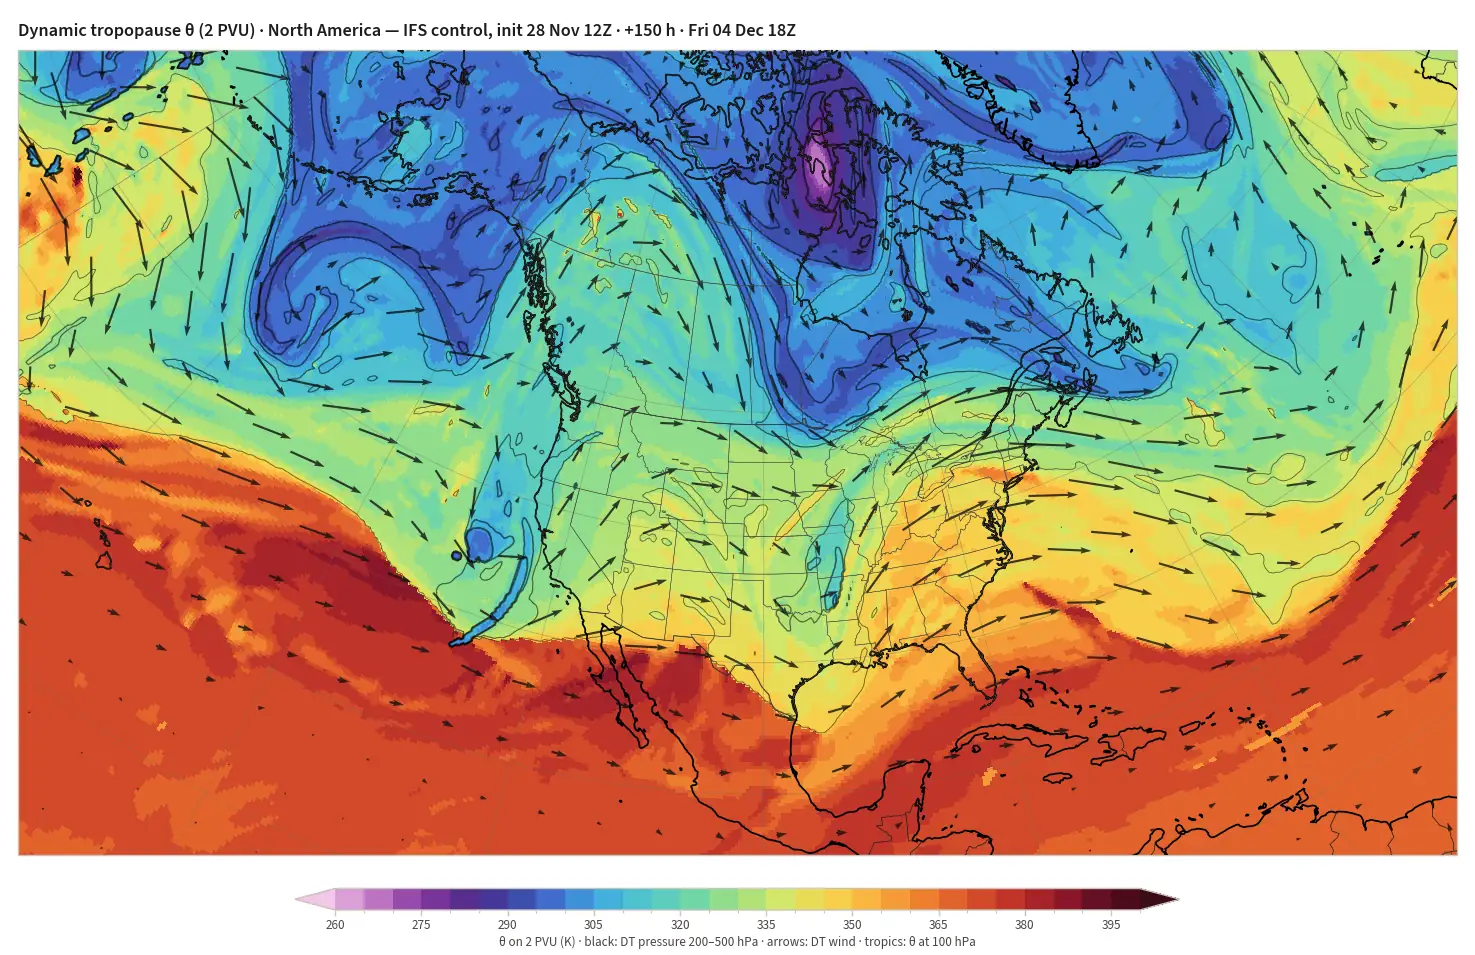 Dynamic tropopause θ (2 PVU) · North America — IFS control, init 28 Nov 12Z · +150 h · Fri 04 Dec 18Z
260 275 290 305 320 335 350 365 380 395
θ on 2 PVU (K) · black: DT pressure 200–500 hPa · arrows: DT wind · tropics: θ at 100 hPa